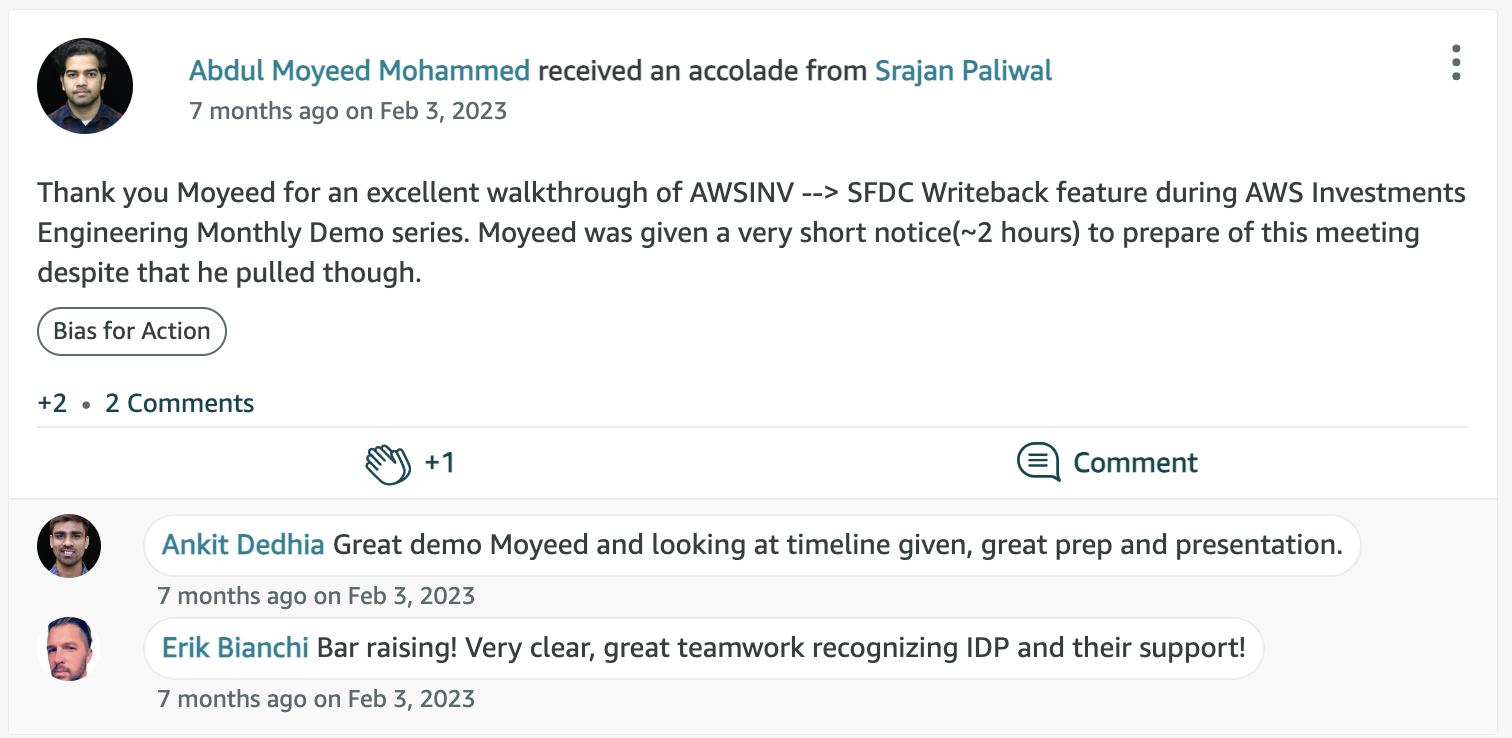 Abdul Moyeed Mohammed received an accolade from Srajan Paliwal
7 months ago on Feb 3, 2023
Thank you Moyeed for an excellent walkthrough of AWSINV --> SFDC Writeback feature during AWS Investments
Engineering Monthly Demo series. Moyeed was given a very short notice(~2 hours) to prepare of this meeting
despite that he pulled though.
Bias for Action
+2 • 2 Comments
+1 Comment
Ankit Dedhia Great demo Moyeed and looking at timeline given, great prep and presentation.
7 months ago on Feb 3, 2023
Erik Bianchi Bar raising! Very clear, great teamwork recognizing IDP and their support!
7 months ago on Feb 3, 2023